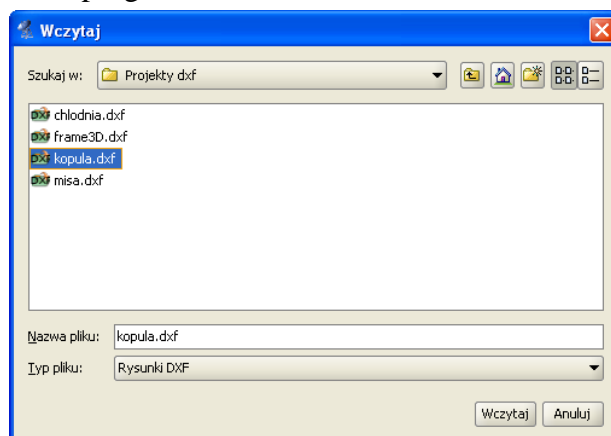 Wczytaj
Szukaj w: Projekty dxf
chlodnia.dxf
frame3D.dxf
kopula.dxf
misa.dxf
Nazwa pliku: kopula.dxf
Typ pliku: Rysunki DXF
Wczytaj Anuluj